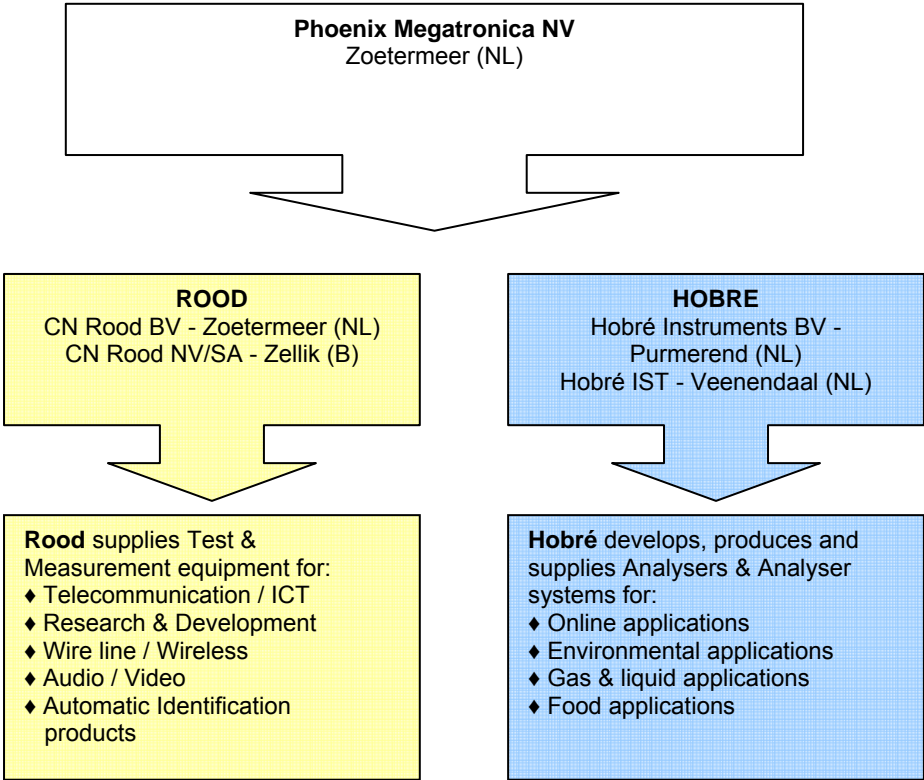 Phoenix Megatronica NV
Zoetermeer (NL)
ROOD
CN Rood BV - Zoetermeer (NL)
CN Rood NV/SA - Zellik (B)
HOBRE
Hobré Instruments BV -
Purmerend (NL)
Hobré IST - Veenendaal (NL)
Rood supplies Test &
Measurement equipment for:
♦ Telecommunication / ICT
♦ Research & Development
♦ Wire line / Wireless
♦ Audio / Video
♦ Automatic Identification
products
Hobré develops, produces and
supplies Analysers & Analyser
systems for:
♦ Online applications
♦ Environmental applications
♦ Gas & liquid applications
♦ Food applications